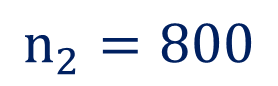 n₂ = 800